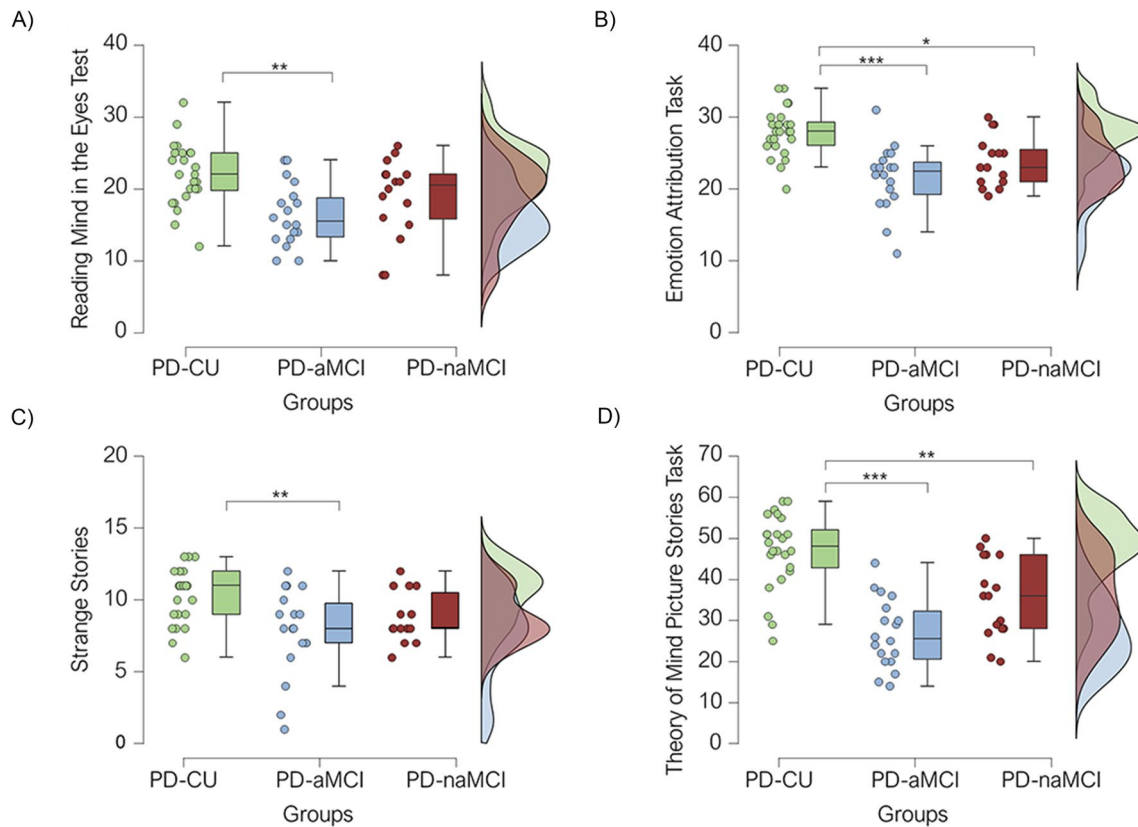 A)
Reading Mind in the Eyes Test
40
30
20
10
0
**
PD-CU PD-aMCI PD-naMCI
Groups
B)
Emotion Attribution Task
40
30
20
10
0
*
***
PD-CU PD-aMCI PD-naMCI
Groups
C)
Strange Stories
20
15
10
5
0
**
PD-CU PD-aMCI PD-naMCI
Groups
D)
Theory of Mind Picture Stories Task
70
60
50
40
30
20
10
0
**
***
PD-CU PD-aMCI PD-naMCI
Groups